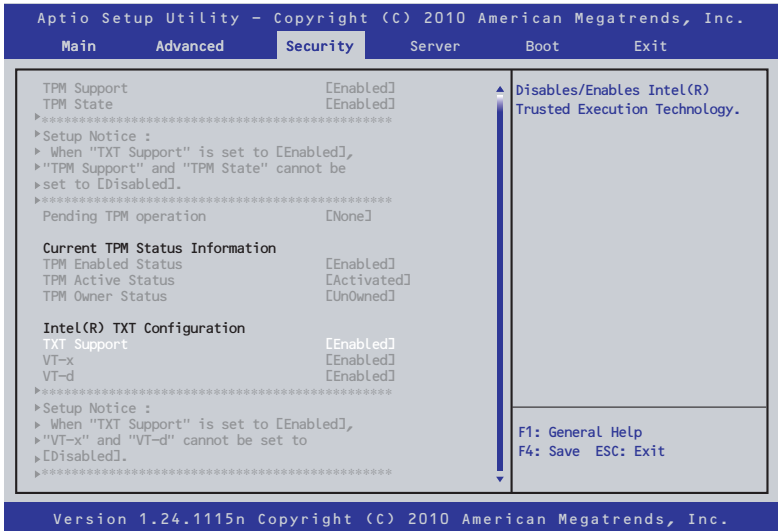 Aptio Setup Utility – Copyright (C) 2010 American Megatrends, Inc.
Main Advanced Security Server Boot Exit
TPM Support [Enabled]
TPM State [Enabled]
************************************************
Setup Notice :
When "TXT Support" is set to [Enabled],
"TPM Support" and "TPM State" cannot be
set to [Disabled].
************************************************
Pending TPM operation [None]
Current TPM Status Information
TPM Enabled Status [Enabled]
TPM Active Status [Activated]
TPM Owner Status [UnOwned]
Intel(R) TXT Configuration
TXT Support [Enabled]
VT-x [Enabled]
VT-d [Enabled]
************************************************
Setup Notice :
When "TXT Support" is set to [Enabled],
"VT-x" and "VT-d" cannot be set to
[Disabled].
************************************************
Disables/Enables Intel(R)
Trusted Execution Technology.
F1: General Help
F4: Save ESC: Exit
Version 1.24.1115n Copyright (C) 2010 American Megatrends, Inc.